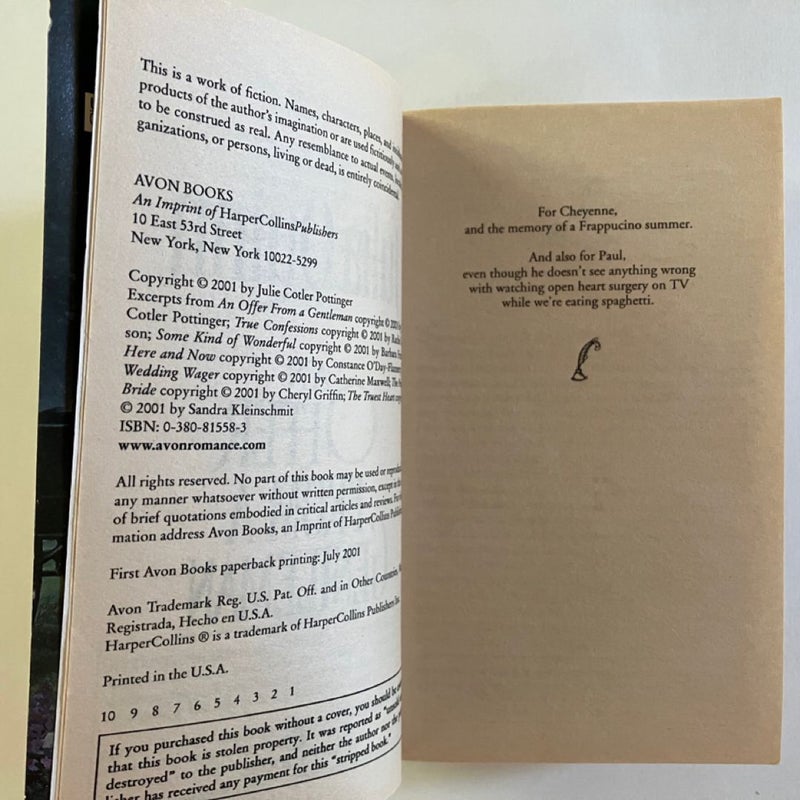 This is a work of fiction. Names, characters, places, and
products of the author's imagination or are used fictitiously
to be construed as real. Any resemblance to actual events,
ganizations, or persons, living or dead, is entirely coincidental.
AVON BOOKS
An Imprint of HarperCollinsPublishers
10 East 53rd Street
New York, New York 10022-5299
Copyright © 2001 by Julie Cotler Pottinger
Excerpts from An Offer From a Gentleman copyright © 2001
Cotler Pottinger; True Confessions copyright © 2001 by
son; Some Kind of Wonderful copyright © 2001 by Barbara
Here and Now copyright © 2001 by Constance O'Day-Flannery
Wedding Wager copyright © 2001 by Catherine Maxwell; The
Bride copyright © 2001 by Cheryl Griffin; The Truest Heart
© 2001 by Sandra Kleinschmit
ISBN: 0-380-81558-3
www.avonromance.com
All rights reserved. No part of this book may be used or reproduced
any manner whatsoever without written permission, except in the
of brief quotations embodied in critical articles and reviews. For
mation address Avon Books, an Imprint of HarperCollins
First Avon Books paperback printing: July 2001
Avon Trademark Reg. U.S. Pat. Off. and in Other Countries,
Registrada, Hecho en U.S.A.
HarperCollins ® is a trademark of HarperCollins Publishers Inc.
Printed in the U.S.A.
10 9 8 7 6 5 4 3 2 1
If you purchased this book without a cover, you should be
that this book is stolen property. It was reported as "unsold
destroyed" to the publisher, and neither the author nor the
lisher has received any payment for this "stripped book."
For Cheyenne,
and the memory of a Frappucino summer.
And also for Paul,
even though he doesn't see anything wrong
with watching open heart surgery on TV
while we're eating spaghetti.